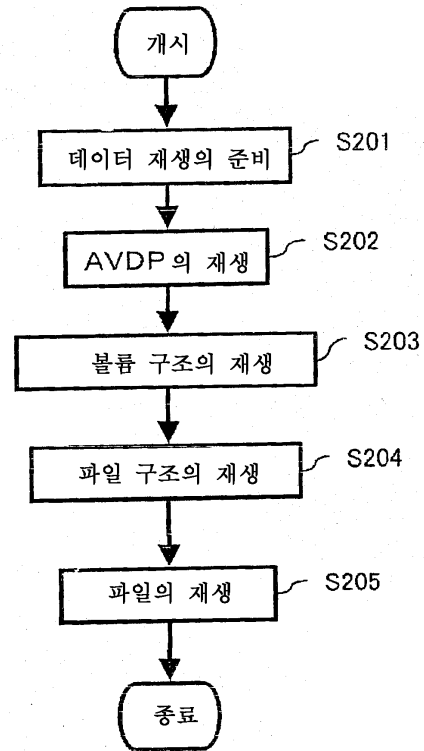 개시
데이터 재생의 준비 S201
AVDP의 재생 S202
볼륨 구조의 재생 S203
파일 구조의 재생 S204
파일의 재생 S205
종료